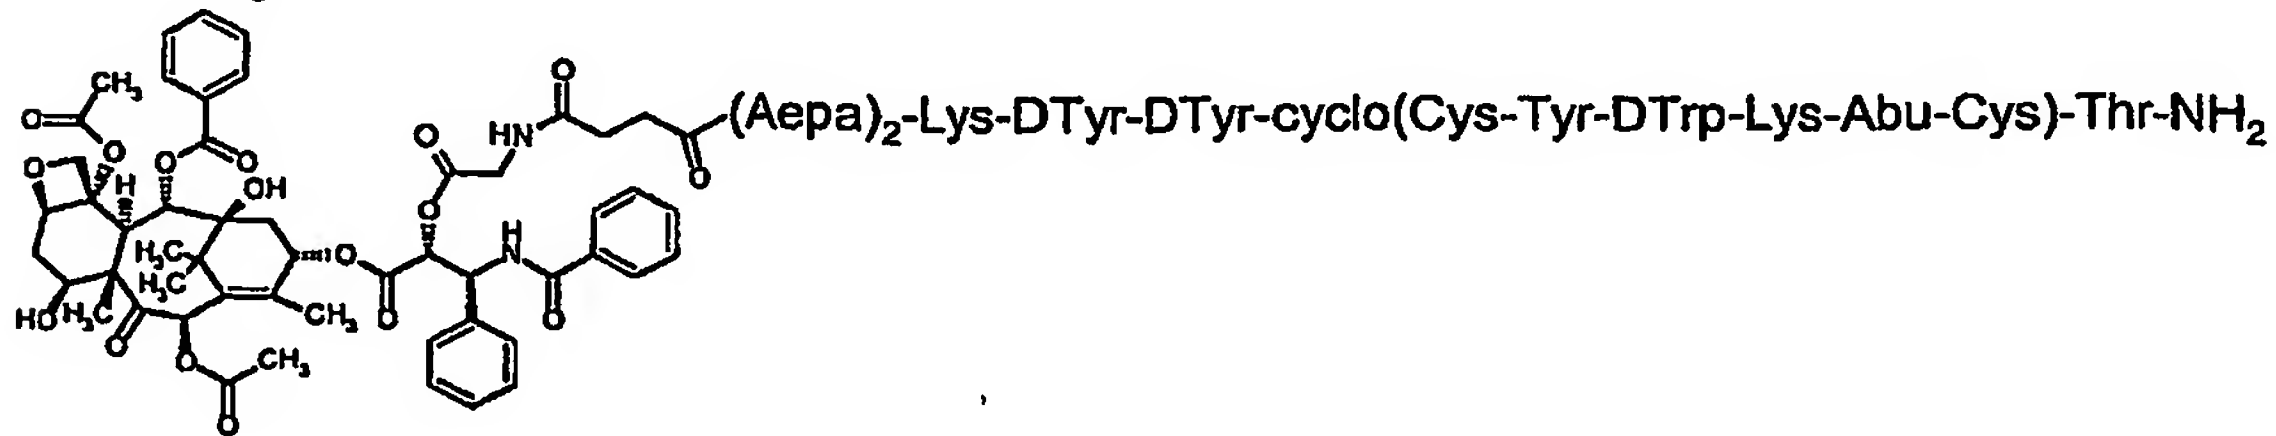 O
CH₃
(Aepa)₂-Lys-DTyr-DTyr-cyclo(Cys-Tyr-DTrp-Lys-Abu-Cys)-Thr-NH₂
O
HN
O
O
O
O
O
H
OH
O
O
H
N
H₃C
O
H₃C
HO
H₃C
CH₃
O
O
O
O
CH₃
O